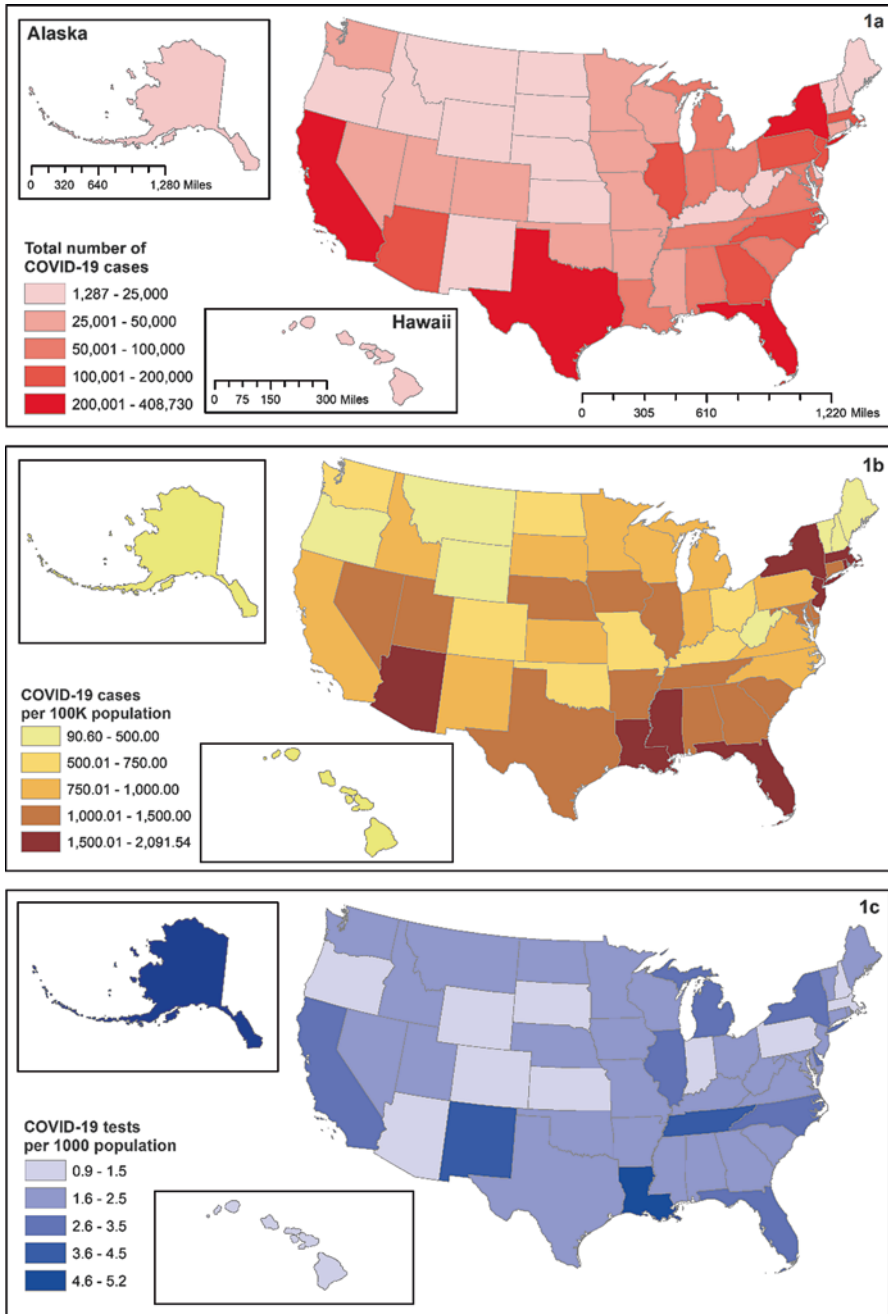 1a
Alaska
0 320 640 1,280 Miles
Total number of
COVID-19 cases
1,287 - 25,000
25,001 - 50,000
50,001 - 100,000
100,001 - 200,000
200,001 - 408,730
Hawaii
0 75 150 300 Miles
0 305 610 1,220 Miles
1b
COVID-19 cases
per 100K population
90.60 - 500.00
500.01 - 750.00
750.01 - 1,000.00
1,000.01 - 1,500.00
1,500.01 - 2,091.54
1c
COVID-19 tests
per 1000 population
0.9 - 1.5
1.6 - 2.5
2.6 - 3.5
3.6 - 4.5
4.6 - 5.2